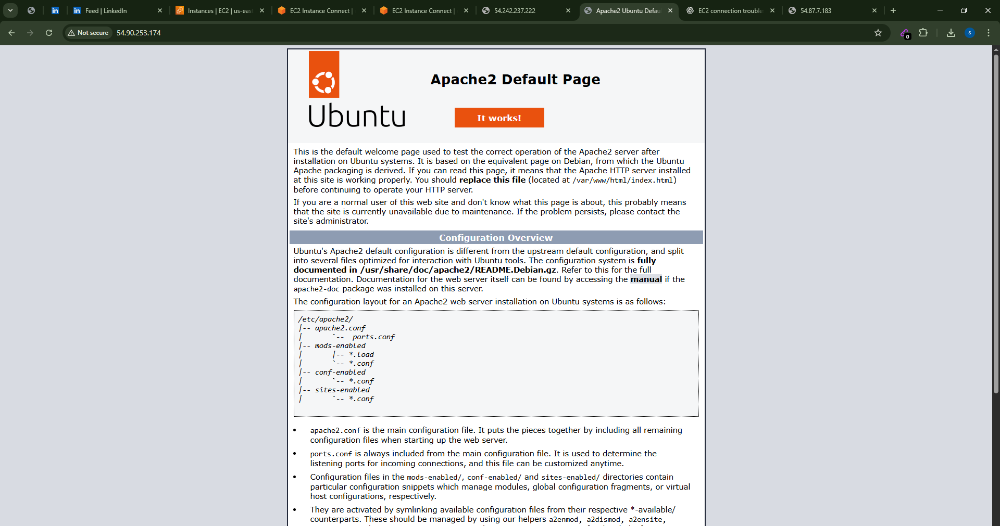 Feed | LinkedIn
Instances | EC2 | us-eas
EC2 Instance Connect |
EC2 Instance Connect |
54.242.237.222
Apache2 Ubuntu Defau
EC2 connection trouble
54.87.7.183
Not secure
54.90.253.174
0
S
Ubuntu
Apache2 Default Page
It works!
This is the default welcome page used to test the correct operation of the Apache2 server after
installation on Ubuntu systems. It is based on the equivalent page on Debian, from which the Ubuntu
Apache packaging is derived. If you can read this page, it means that the Apache HTTP server installed
at this site is working properly. You should replace this file (located at /var/www/html/index.html)
before continuing to operate your HTTP server.
If you are a normal user of this web site and don't know what this page is about, this probably means
that the site is currently unavailable due to maintenance. If the problem persists, please contact the
site's administrator.
Configuration Overview
Ubuntu's Apache2 default configuration is different from the upstream default configuration, and split
into several files optimized for interaction with Ubuntu tools. The configuration system is fully
documented in /usr/share/doc/apache2/README.Debian.gz. Refer to this for the full
documentation. Documentation for the web server itself can be found by accessing the manual if the
apache2-doc package was installed on this server.
The configuration layout for an Apache2 web server installation on Ubuntu systems is as follows:
/etc/apache2/
|-- apache2.conf
|       `--  ports.conf
|-- mods-enabled
|       |-- *.load
|       `-- *.conf
|-- conf-enabled
|       `-- *.conf
|-- sites-enabled
|       `-- *.conf
• apache2.conf is the main configuration file. It puts the pieces together by including all remaining
configuration files when starting up the web server.
• ports.conf is always included from the main configuration file. It is used to determine the
listening ports for incoming connections, and this file can be customized anytime.
• Configuration files in the mods-enabled/, conf-enabled/ and sites-enabled/ directories contain
particular configuration snippets which manage modules, global configuration fragments, or virtual
host configurations, respectively.
• They are activated by symlinking available configuration files from their respective *-available/
counterparts. These should be managed by using our helpers a2enmod, a2dismod, a2ensite,